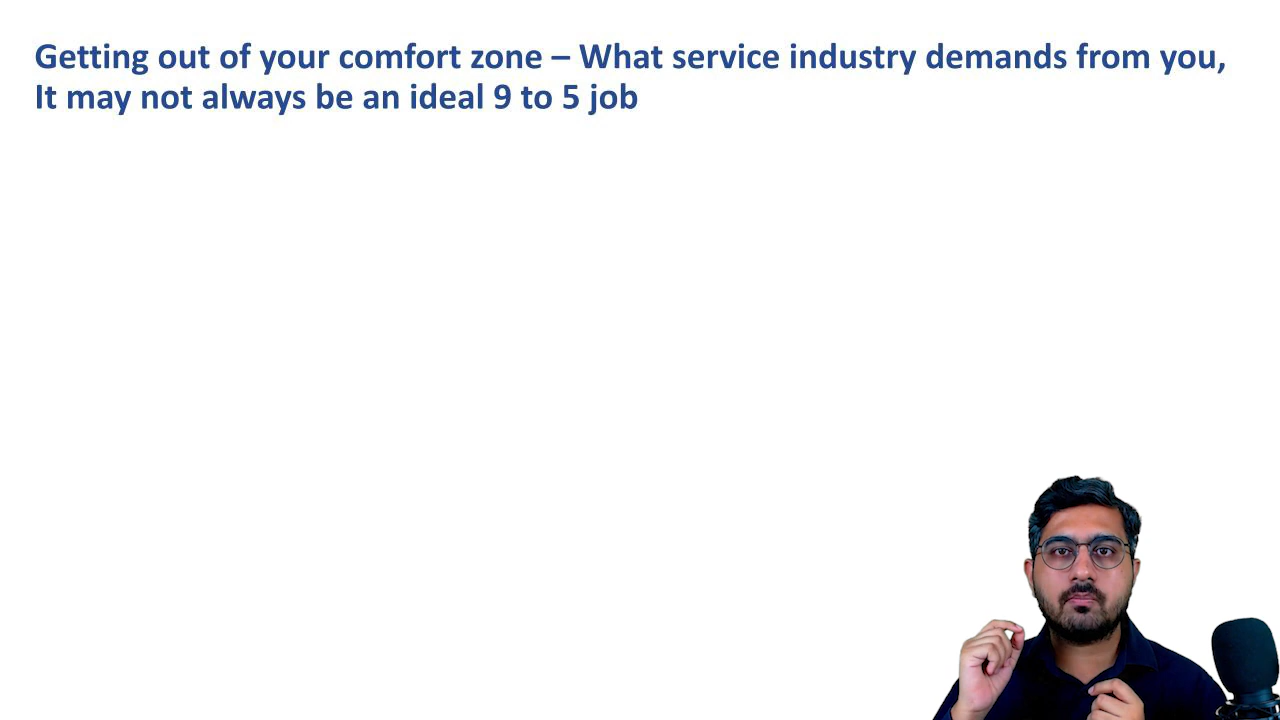 Getting out of your comfort zone – What service industry demands from you,
It may not always be an ideal 9 to 5 job